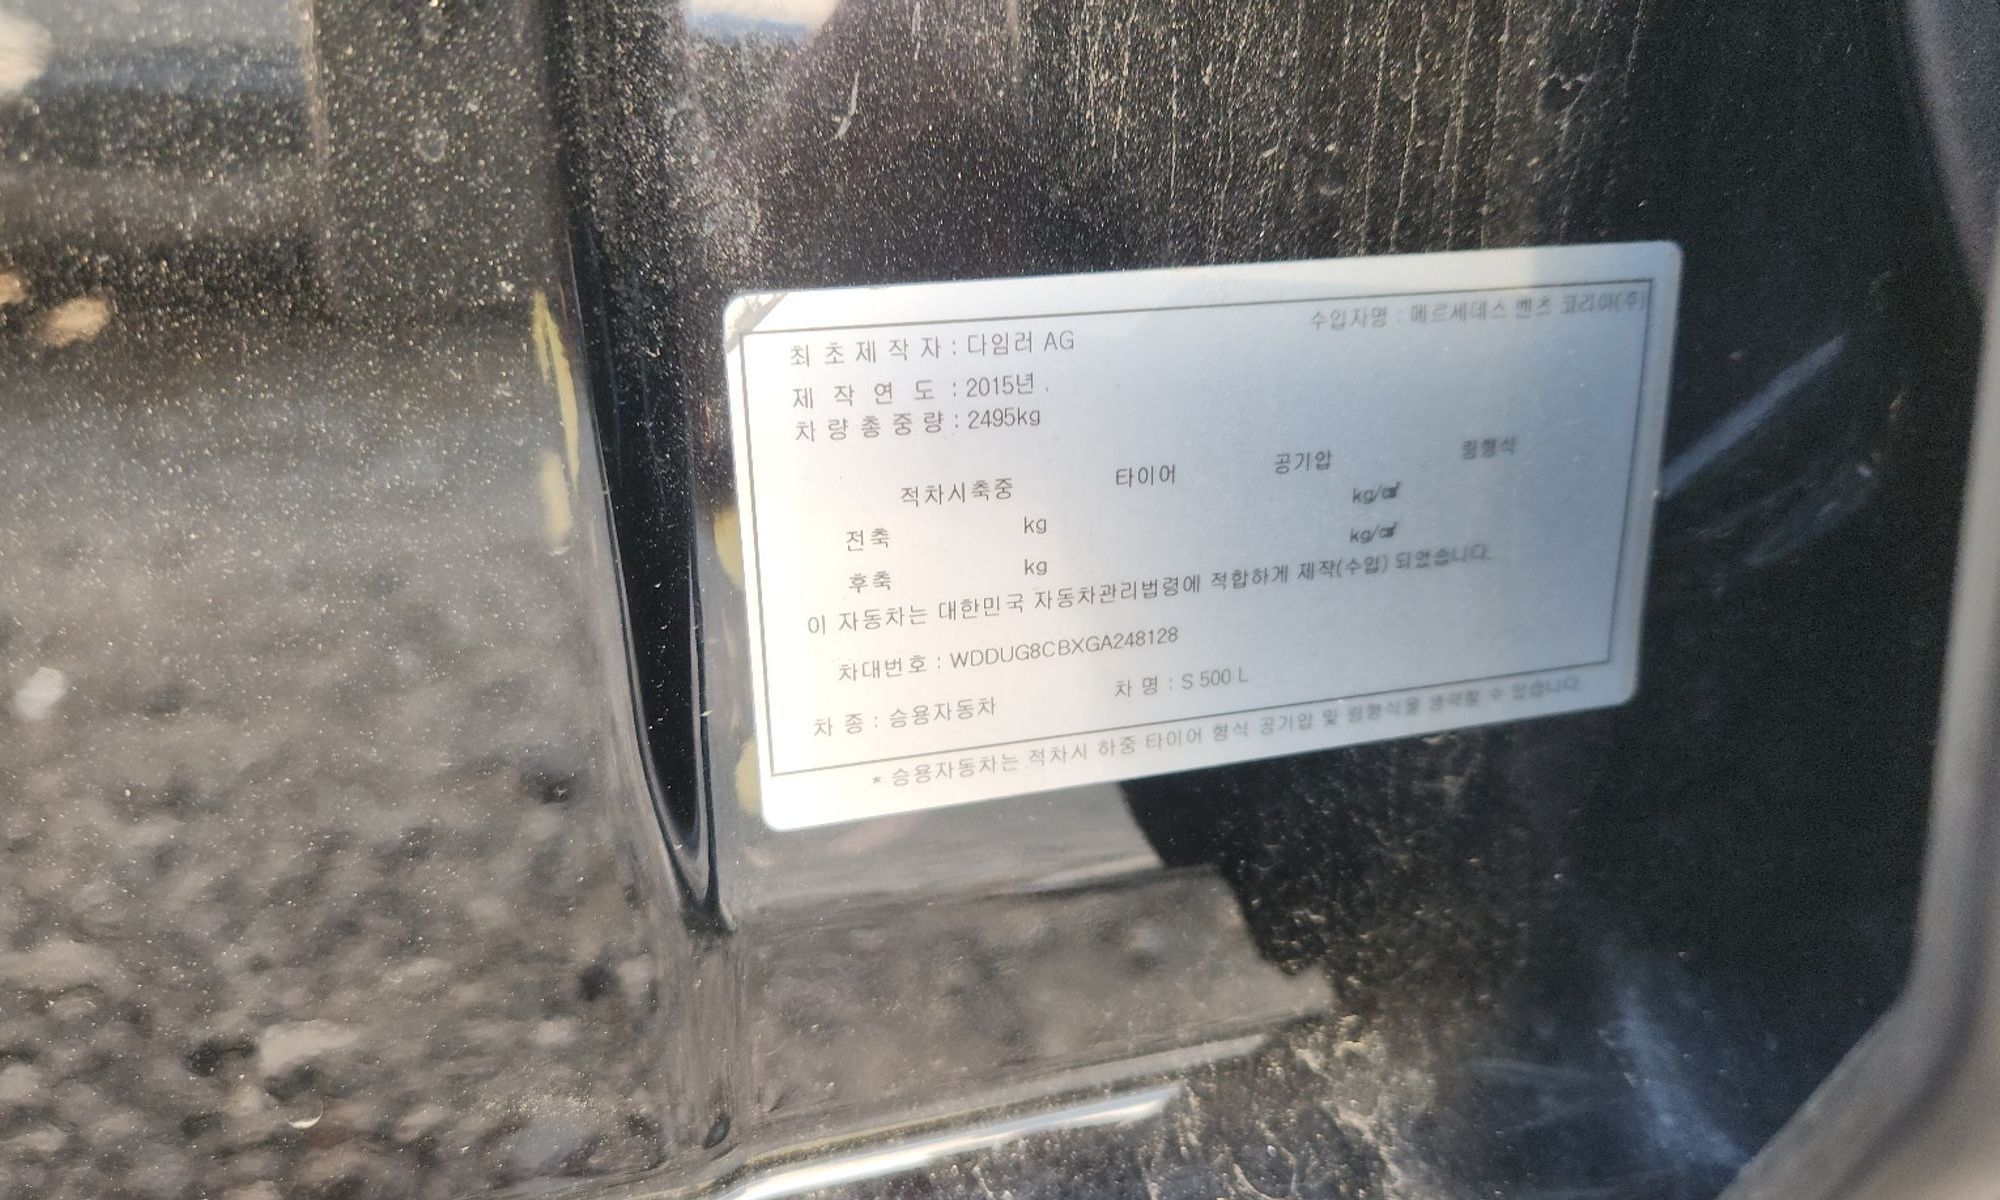 수입자명 : 메르세데스 벤츠 코리아(주)
최 초 제 작 자 : 다임러 AG
제 작 연 도 : 2015년 .
차 량 총 중 량 : 2495kg
적차시축중 타이어 공기압 림형식
전축 kg kg/㎠
후축 kg kg/㎠
이 자동차는 대한민국 자동차관리법령에 적합하게 제작(수입) 되었습니다.
차대번호 : WDDUG8CBXGA248128
차 종 : 승용자동차 차 명 : S 500 L
* 승용자동차는 적차시 하중·타이어 형식·공기압 및 림형식을 생략할 수 있습니다.